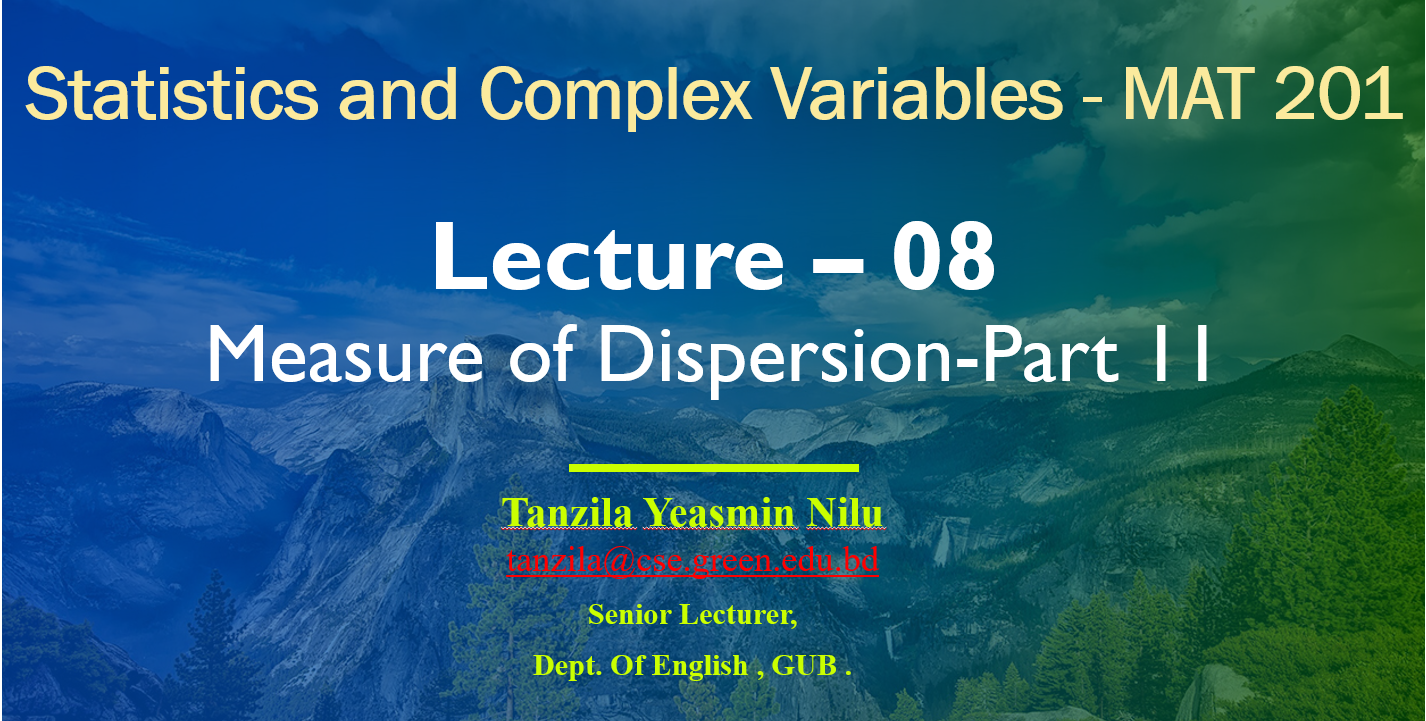 Statistics and Complex Variables - MAT 201
Lecture – 08
Measure of Dispersion-Part 11
Tanzila Yeasmin Nilu
tanzila@cse.green.edu.bd
Senior Lecturer,
Dept. Of English , GUB .